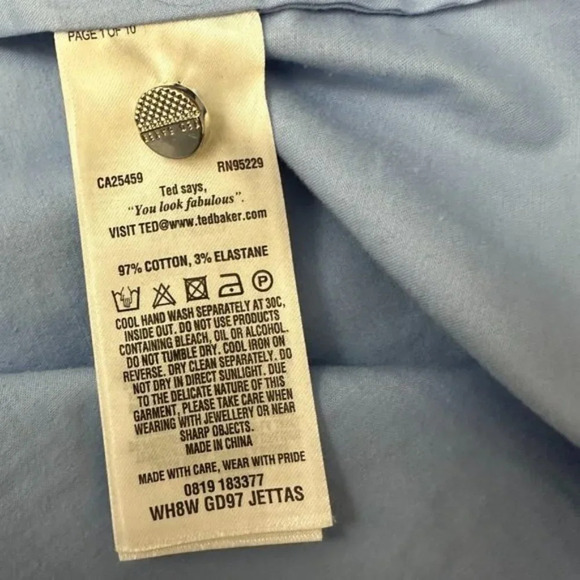 PAGE 1 OF 10
TED BAKER
CA25459 RN95229
Ted says,
"You look fabulous".
VISIT TED@www.tedbaker.com
97% COTTON, 3% ELASTANE
P
COOL HAND WASH SEPARATELY AT 30C,
INSIDE OUT. DO NOT USE PRODUCTS
CONTAINING BLEACH, OIL OR ALCOHOL.
DO NOT TUMBLE DRY. COOL IRON ON
REVERSE. DRY CLEAN SEPARATELY. DO
NOT DRY IN DIRECT SUNLIGHT. DUE
TO THE DELICATE NATURE OF THIS
GARMENT, PLEASE TAKE CARE WHEN
WEARING WITH JEWELLERY OR NEAR
SHARP OBJECTS.
MADE IN CHINA
MADE WITH CARE, WEAR WITH PRIDE
0819 183377
WH8W GD97 JETTAS